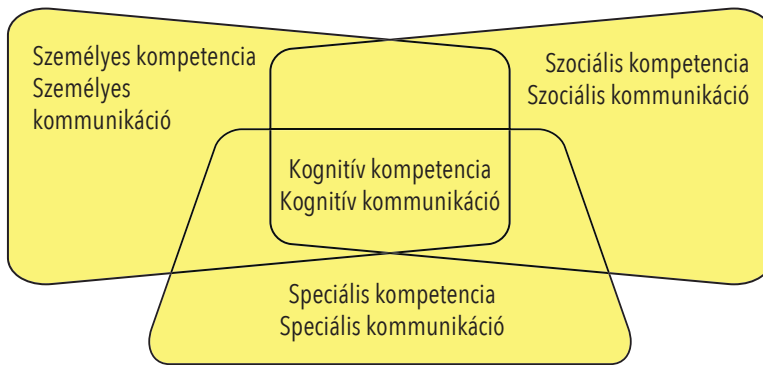 Személyes kompetencia
Személyes
kommunikáció
Szociális kompetencia
Szociális kommunikáció
Kognitív kompetencia
Kognitív kommunikáció
Speciális kompetencia
Speciális kommunikáció